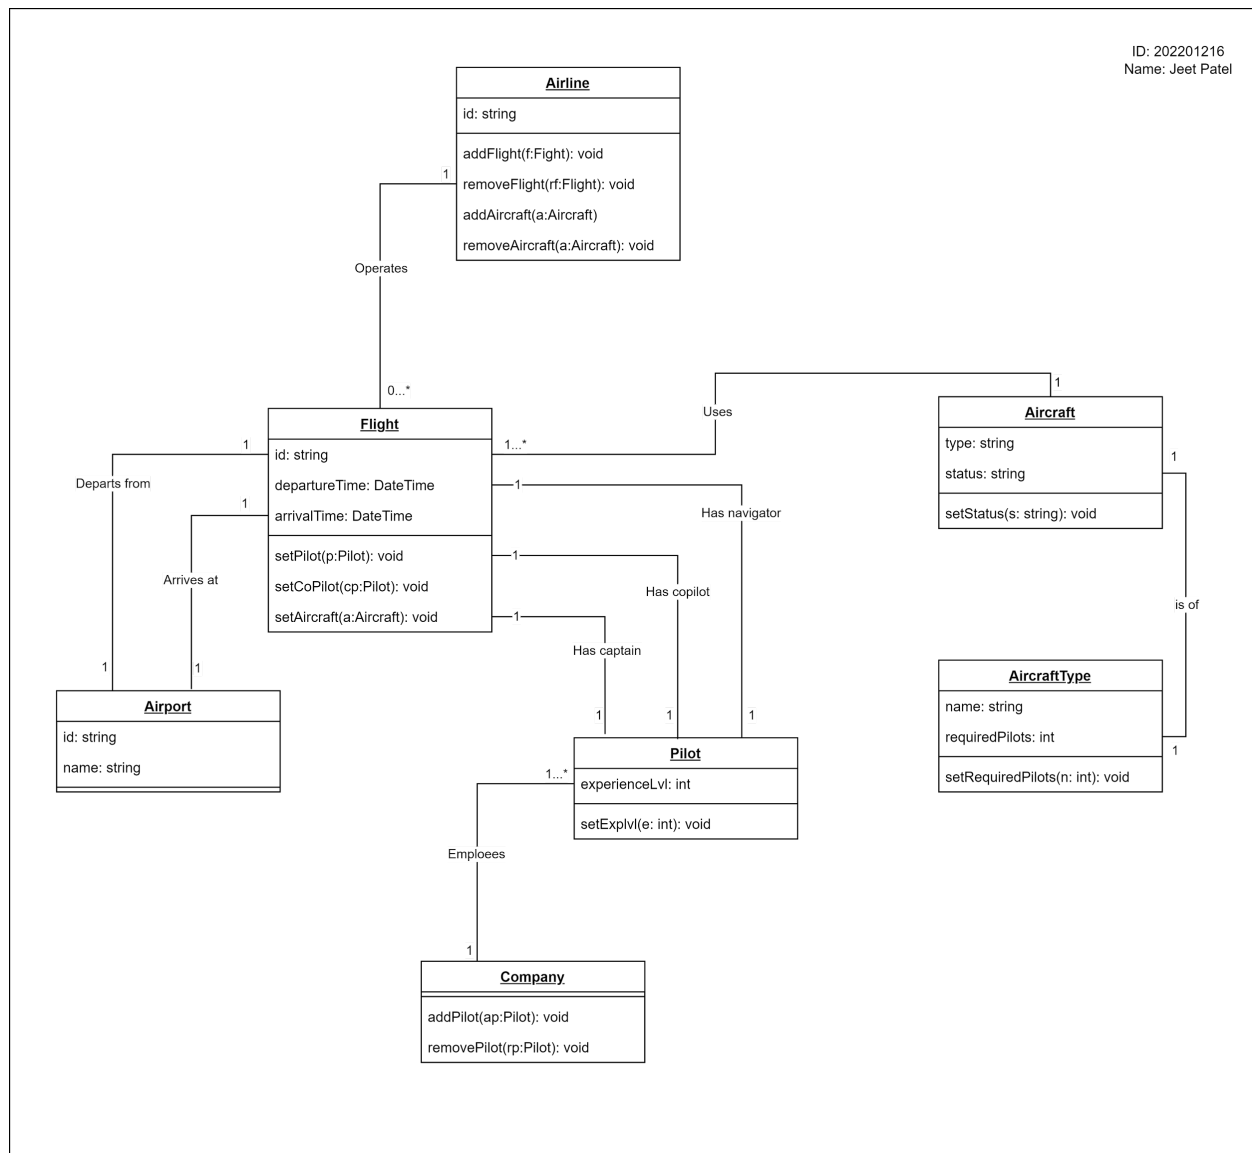 ID: 202201216
Name: Jeet Patel
Airline
id: string
addFlight(f:Fight): void
removeFlight(rf:Flight): void
addAircraft(a:Aircraft)
removeAircraft(a:Aircraft): void
1
Operates
0...*
Flight
id: string
departureTime: DateTime
arrivalTime: DateTime
setPilot(p:Pilot): void
setCoPilot(cp:Pilot): void
setAircraft(a:Aircraft): void
1
Departs from
1
1
Arrives at
1
Airport
id: string
name: string
1...*
Uses
1
Aircraft
type: string
status: string
setStatus(s: string): void
1
is of
1
AircraftType
name: string
requiredPilots: int
setRequiredPilots(n: int): void
1
Has navigator
1
1
Has copilot
1
1
Has captain
1
Pilot
experienceLvl: int
setExplvl(e: int): void
1...*
Emploees
1
Company
addPilot(ap:Pilot): void
removePilot(rp:Pilot): void